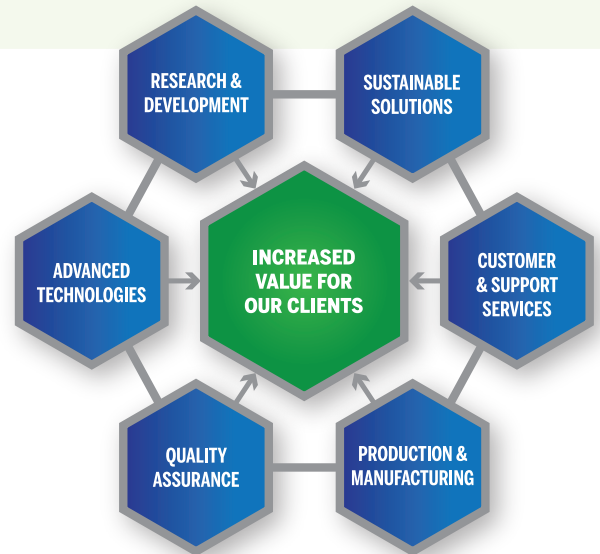 RESEARCH &
DEVELOPMENT
SUSTAINABLE
SOLUTIONS
ADVANCED
TECHNOLOGIES
INCREASED
VALUE FOR
OUR CLIENTS
CUSTOMER
& SUPPORT
SERVICES
QUALITY
ASSURANCE
PRODUCTION &
MANUFACTURING